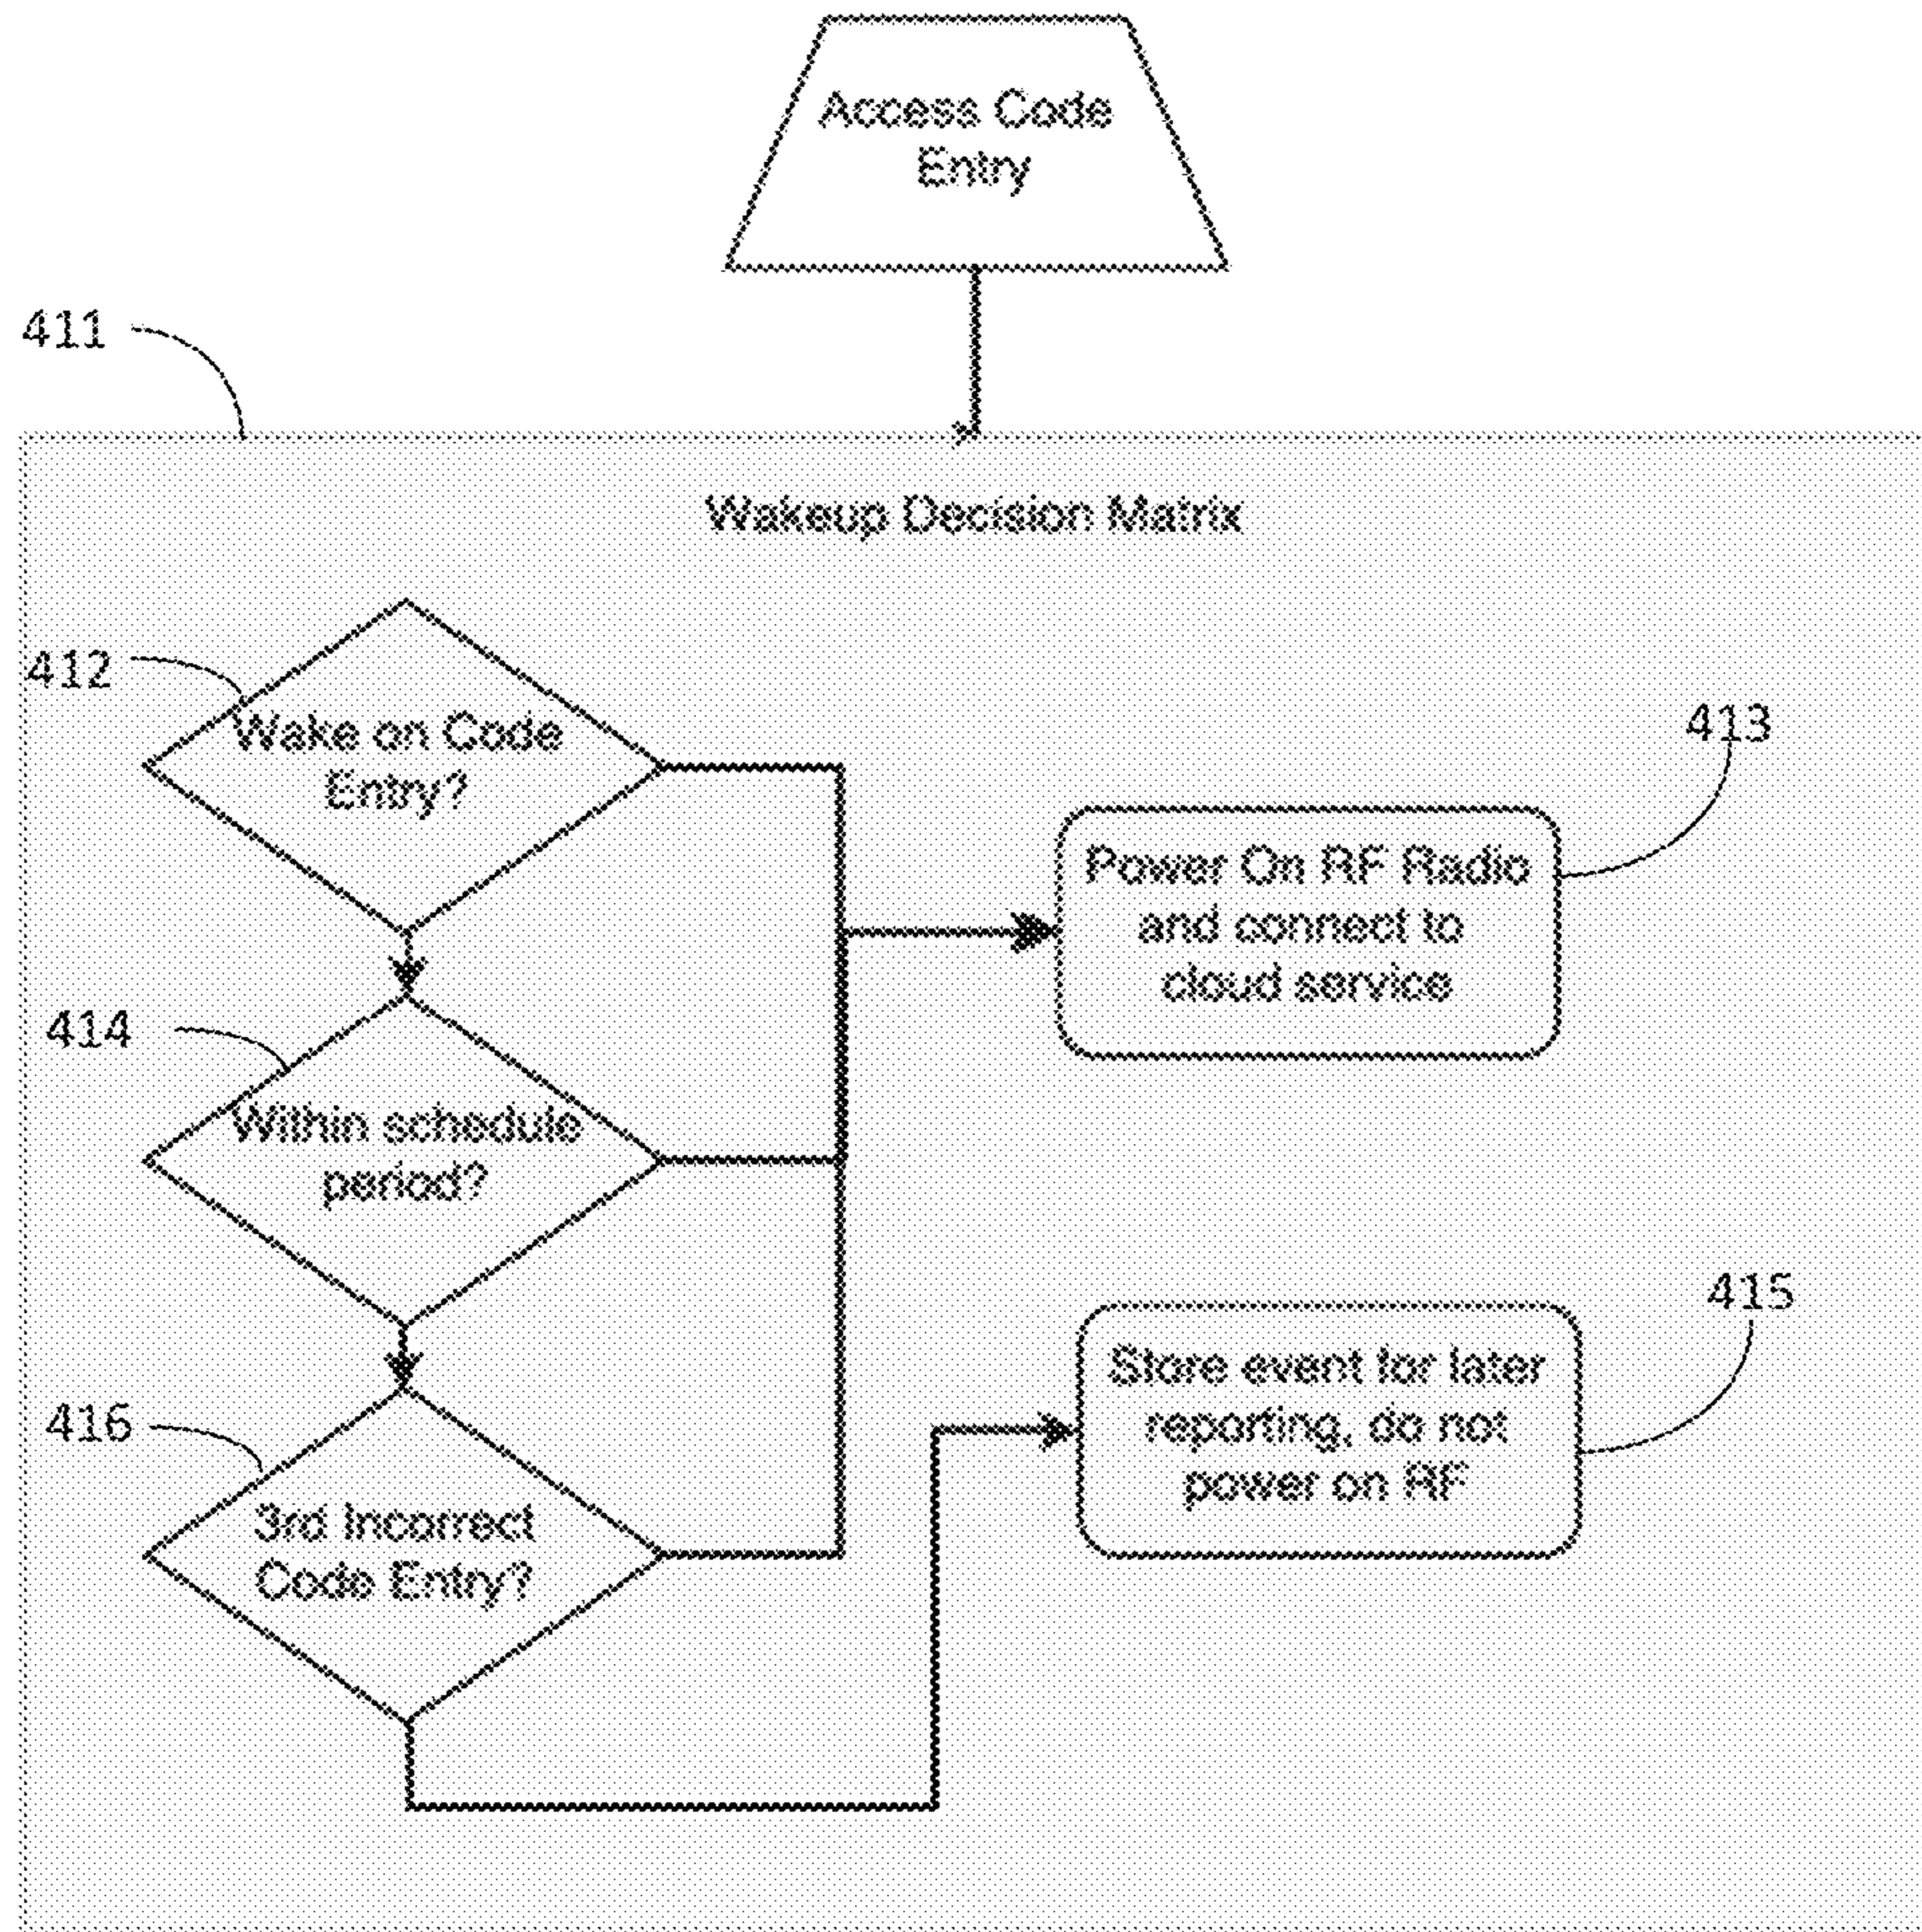 Access Code
Entry
411
Wakeup Decision Matrix
412
Wake on Code
Entry?
413
Power On RF Radio
and connect to
cloud service
414
Within schedule
period?
415
Store event for later
reporting, do not
power on RF
416
3rd Incorrect
Code Entry?